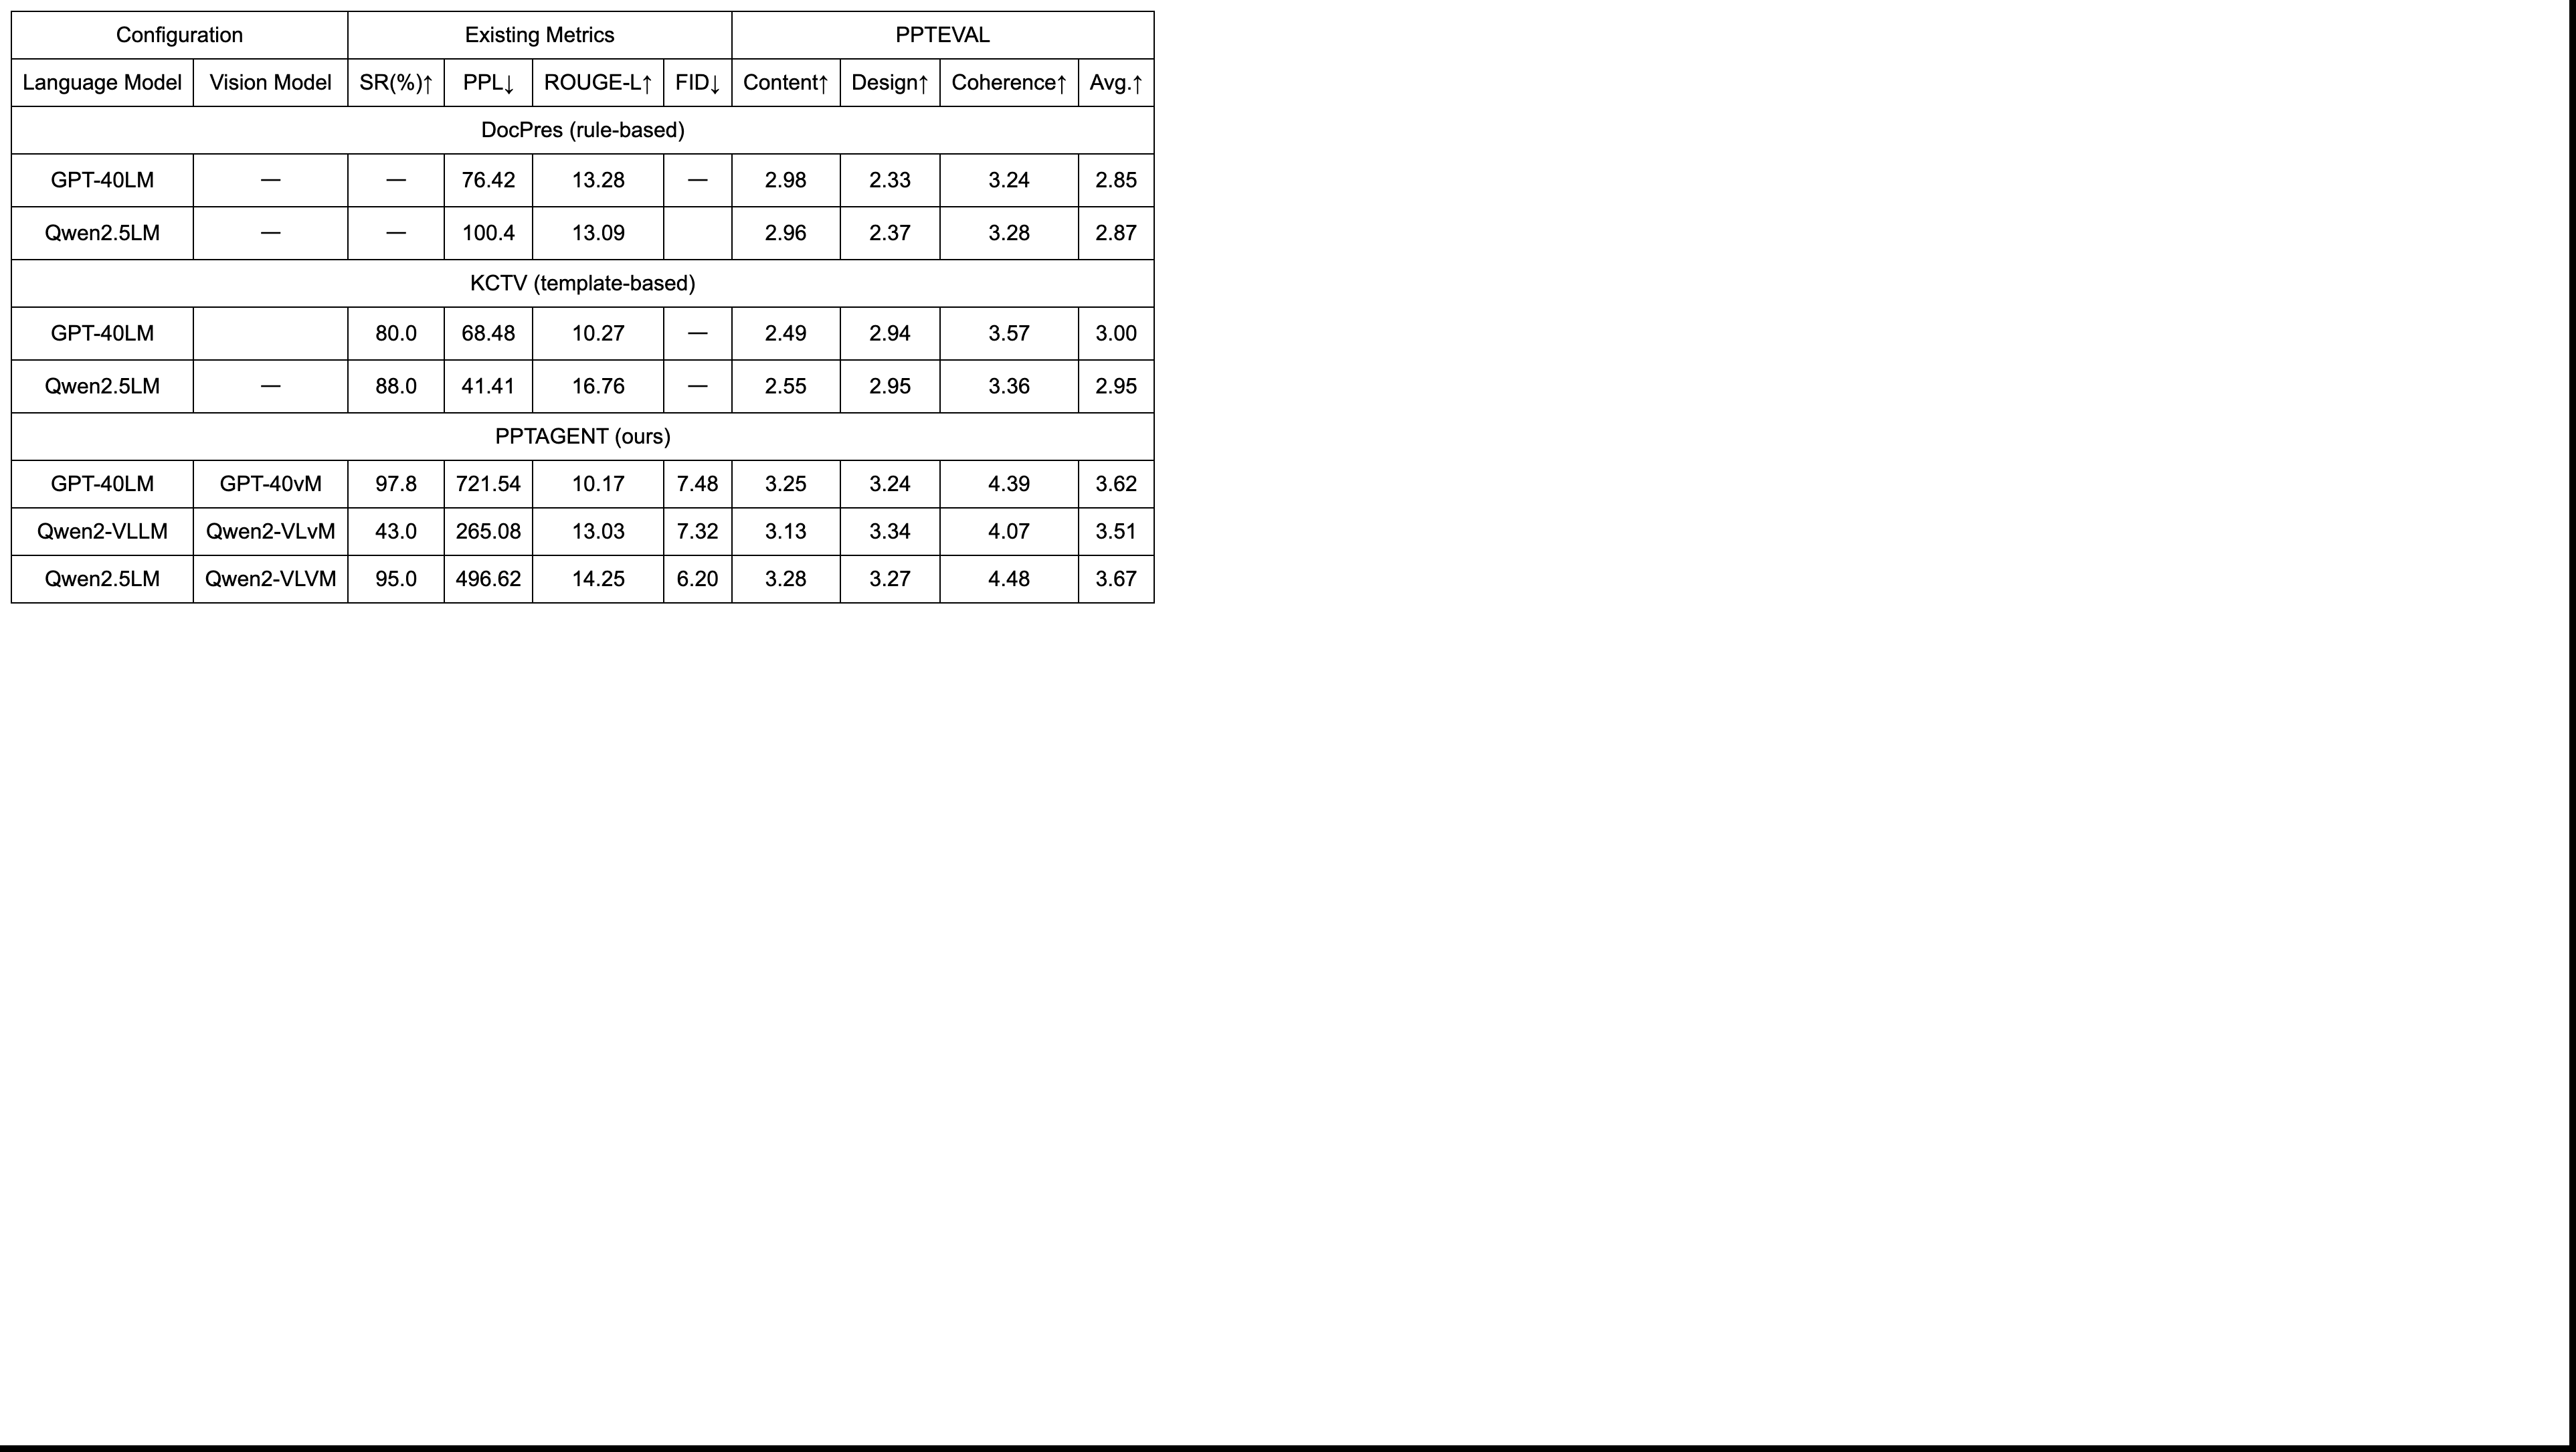 Configuration Existing Metrics PPTEVAL
Language Model Vision Model SR(%)↑ PPL↓ ROUGE-L↑ FID↓ Content↑ Design↑ Coherence↑ Avg.↑
DocPres (rule-based)
GPT-40LM — — 76.42 13.28 — 2.98 2.33 3.24 2.85
Qwen2.5LM — — 100.4 13.09 2.96 2.37 3.28 2.87
KCTV (template-based)
GPT-40LM 80.0 68.48 10.27 — 2.49 2.94 3.57 3.00
Qwen2.5LM — 88.0 41.41 16.76 — 2.55 2.95 3.36 2.95
PPTAGENT (ours)
GPT-40LM GPT-40vM 97.8 721.54 10.17 7.48 3.25 3.24 4.39 3.62
Qwen2-VLLM Qwen2-VLvM 43.0 265.08 13.03 7.32 3.13 3.34 4.07 3.51
Qwen2.5LM Qwen2-VLVM 95.0 496.62 14.25 6.20 3.28 3.27 4.48 3.67